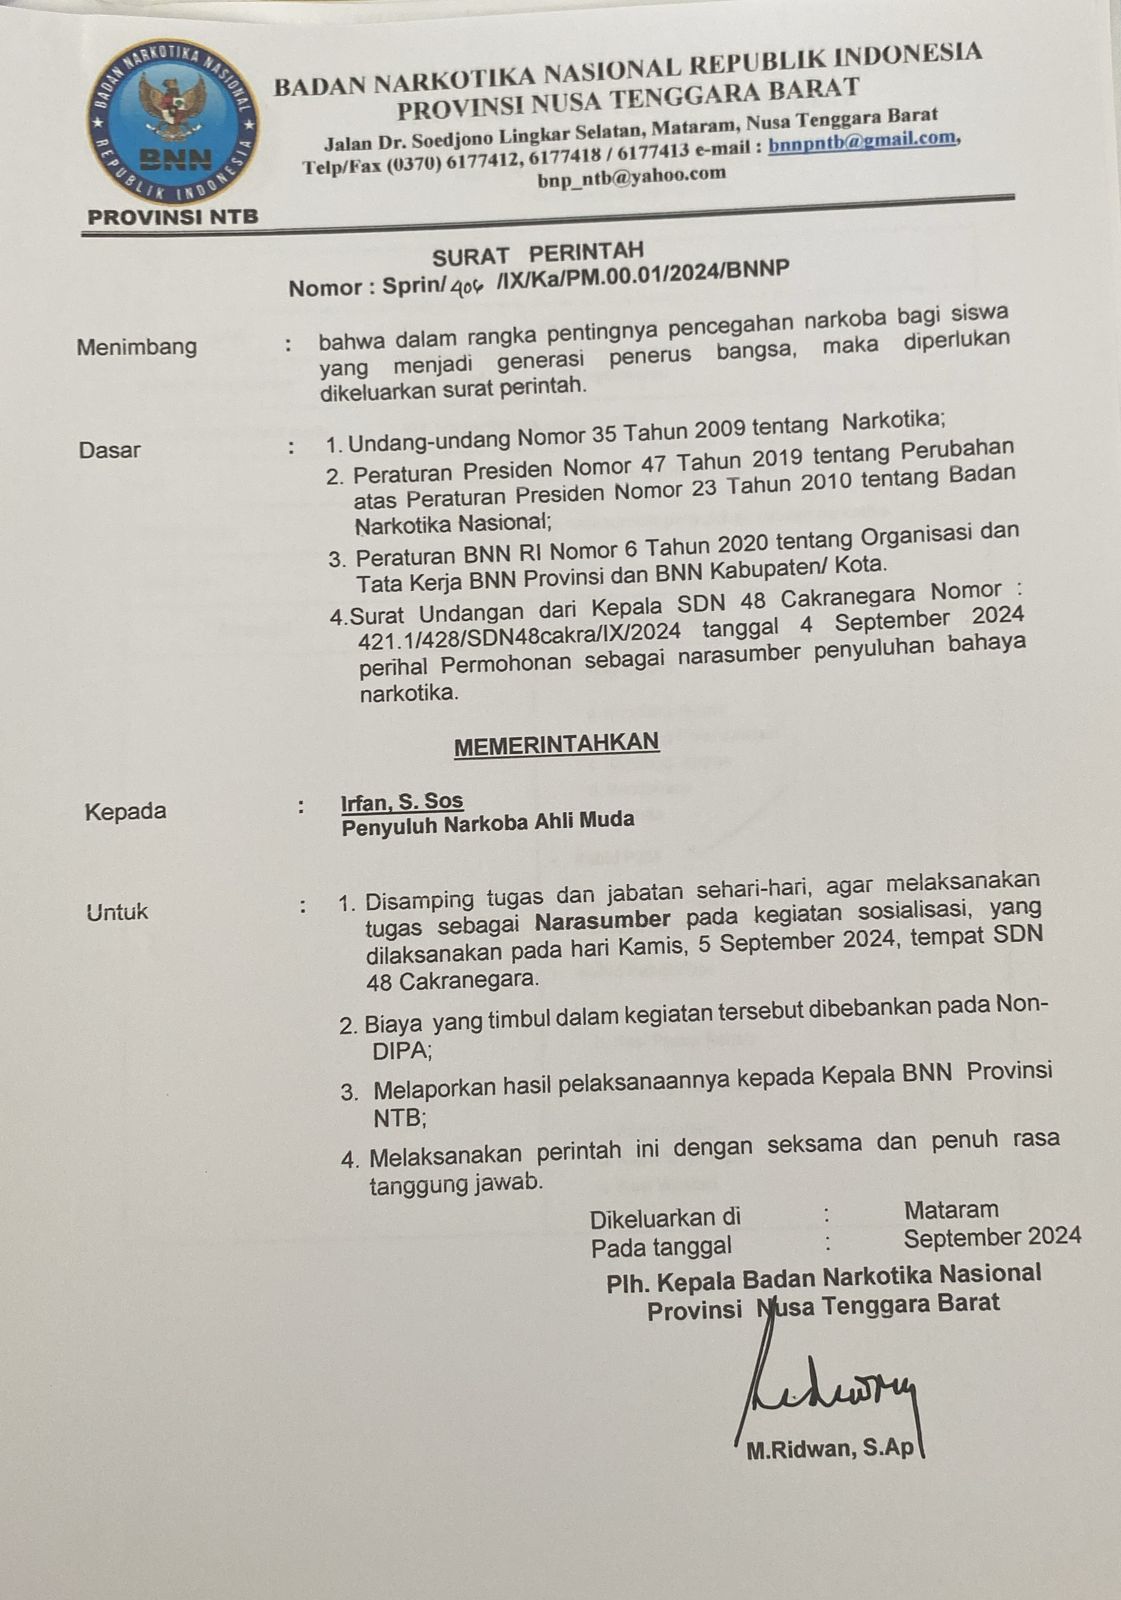 BADAN NARKOTIKA NASIONAL
BNN
REPUBLIK INDONESIA
PROVINSI NTB
BADAN NARKOTIKA NASIONAL REPUBLIK INDONESIA
PROVINSI NUSA TENGGARA BARAT
Jalan Dr. Soedjono Lingkar Selatan, Mataram, Nusa Tenggara Barat
Telp/Fax (0370) 6177412, 6177418 / 6177413 e-mail : bnnpntb@gmail.com,
bnp_ntb@yahoo.com
SURAT PERINTAH
Nomor : Sprin/ 406 /IX/Ka/PM.00.01/2024/BNNP
Menimbang : bahwa dalam rangka pentingnya pencegahan narkoba bagi siswa
yang menjadi generasi penerus bangsa, maka diperlukan
dikeluarkan surat perintah.
Dasar : 1. Undang-undang Nomor 35 Tahun 2009 tentang Narkotika;
2. Peraturan Presiden Nomor 47 Tahun 2019 tentang Perubahan
atas Peraturan Presiden Nomor 23 Tahun 2010 tentang Badan
Narkotika Nasional;
3. Peraturan BNN RI Nomor 6 Tahun 2020 tentang Organisasi dan
Tata Kerja BNN Provinsi dan BNN Kabupaten/ Kota.
4.Surat Undangan dari Kepala SDN 48 Cakranegara Nomor :
421.1/428/SDN48cakra/IX/2024 tanggal 4 September 2024
perihal Permohonan sebagai narasumber penyuluhan bahaya
narkotika.
MEMERINTAHKAN
Kepada : Irfan, S. Sos
Penyuluh Narkoba Ahli Muda
Untuk : 1. Disamping tugas dan jabatan sehari-hari, agar melaksanakan
tugas sebagai Narasumber pada kegiatan sosialisasi, yang
dilaksanakan pada hari Kamis, 5 September 2024, tempat SDN
48 Cakranegara.
2. Biaya yang timbul dalam kegiatan tersebut dibebankan pada Non-
DIPA;
3. Melaporkan hasil pelaksanaannya kepada Kepala BNN Provinsi
NTB;
4. Melaksanakan perintah ini dengan seksama dan penuh rasa
tanggung jawab.
Dikeluarkan di : Mataram
Pada tanggal : September 2024
Plh. Kepala Badan Narkotika Nasional
Provinsi Nusa Tenggara Barat
M.Ridwan, S.Ap